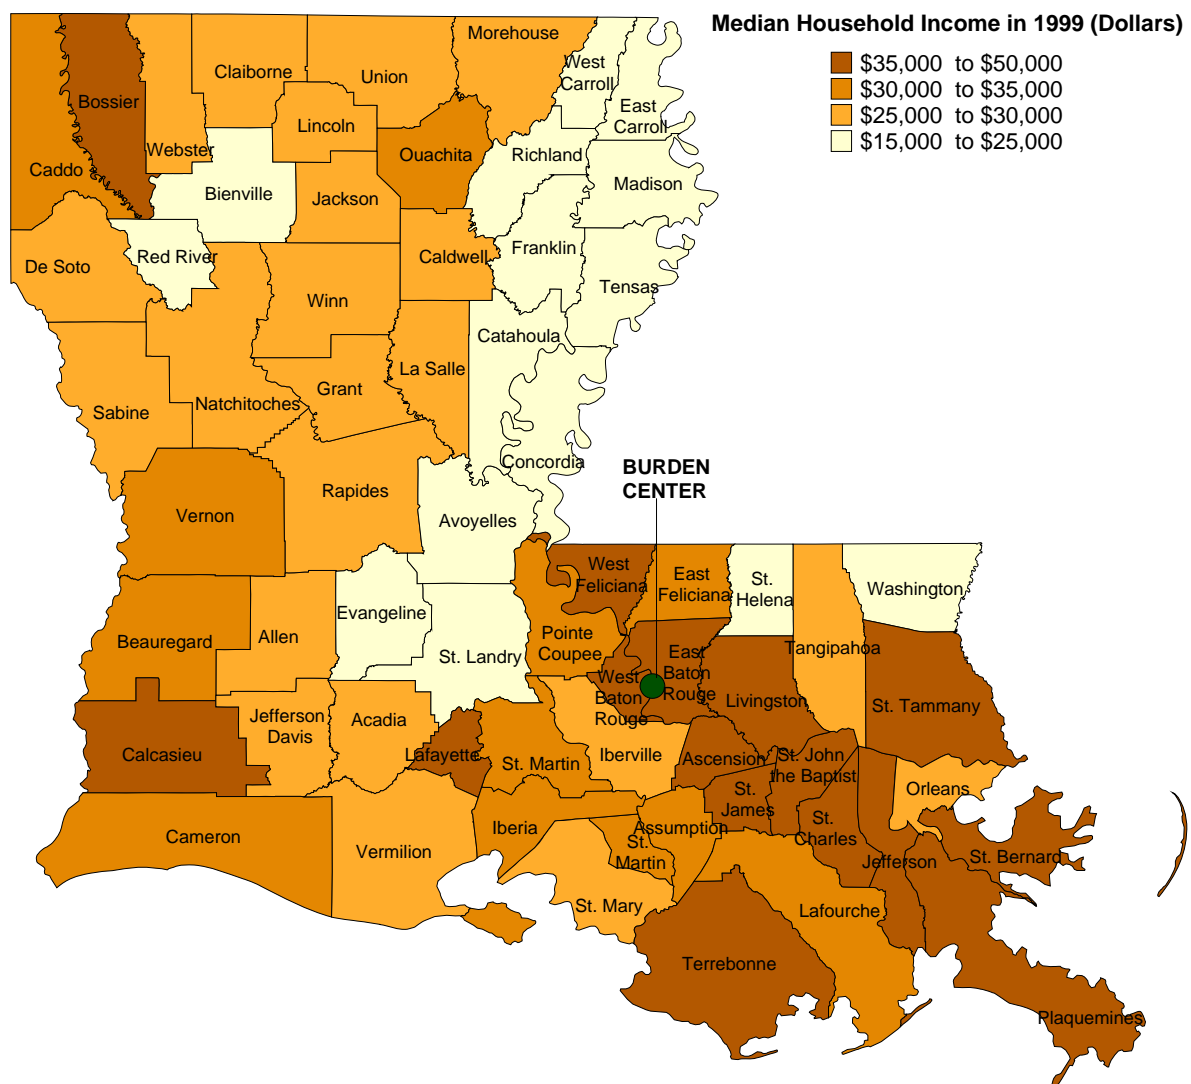 Median Household Income in 1999 (Dollars)
$35,000 to $50,000
$30,000 to $35,000
$25,000 to $30,000
$15,000 to $25,000
Morehouse
West
Carroll
Claiborne
Union
Bossier
East
Carroll
Lincoln
Webster
Ouachita
Richland
Caddo
Madison
Bienville
Jackson
Franklin
Red River
Caldwell
De Soto
Tensas
Winn
Catahoula
La Salle
Grant
Natchitoches
Sabine
Concordia
BURDEN
CENTER
Rapides
Vernon
Avoyelles
West
Feliciana
East
Feliciana
St.
Helena
Washington
Evangeline
Beauregard
Allen
Pointe
Coupee
Tangipahoa
St. Landry
East
Baton
Rouge
West
Baton
Rouge
Livingston
St. Tammany
Jefferson
Davis
Acadia
Calcasieu
Lafayette
St. Martin
Iberville
Ascension
St. John
the Baptist
Orleans
St.
James
Cameron
Iberia
Assumption
St.
Charles
Vermilion
St.
Martin
Jefferson
St. Bernard
St. Mary
Lafourche
Terrebonne
Plaquemines